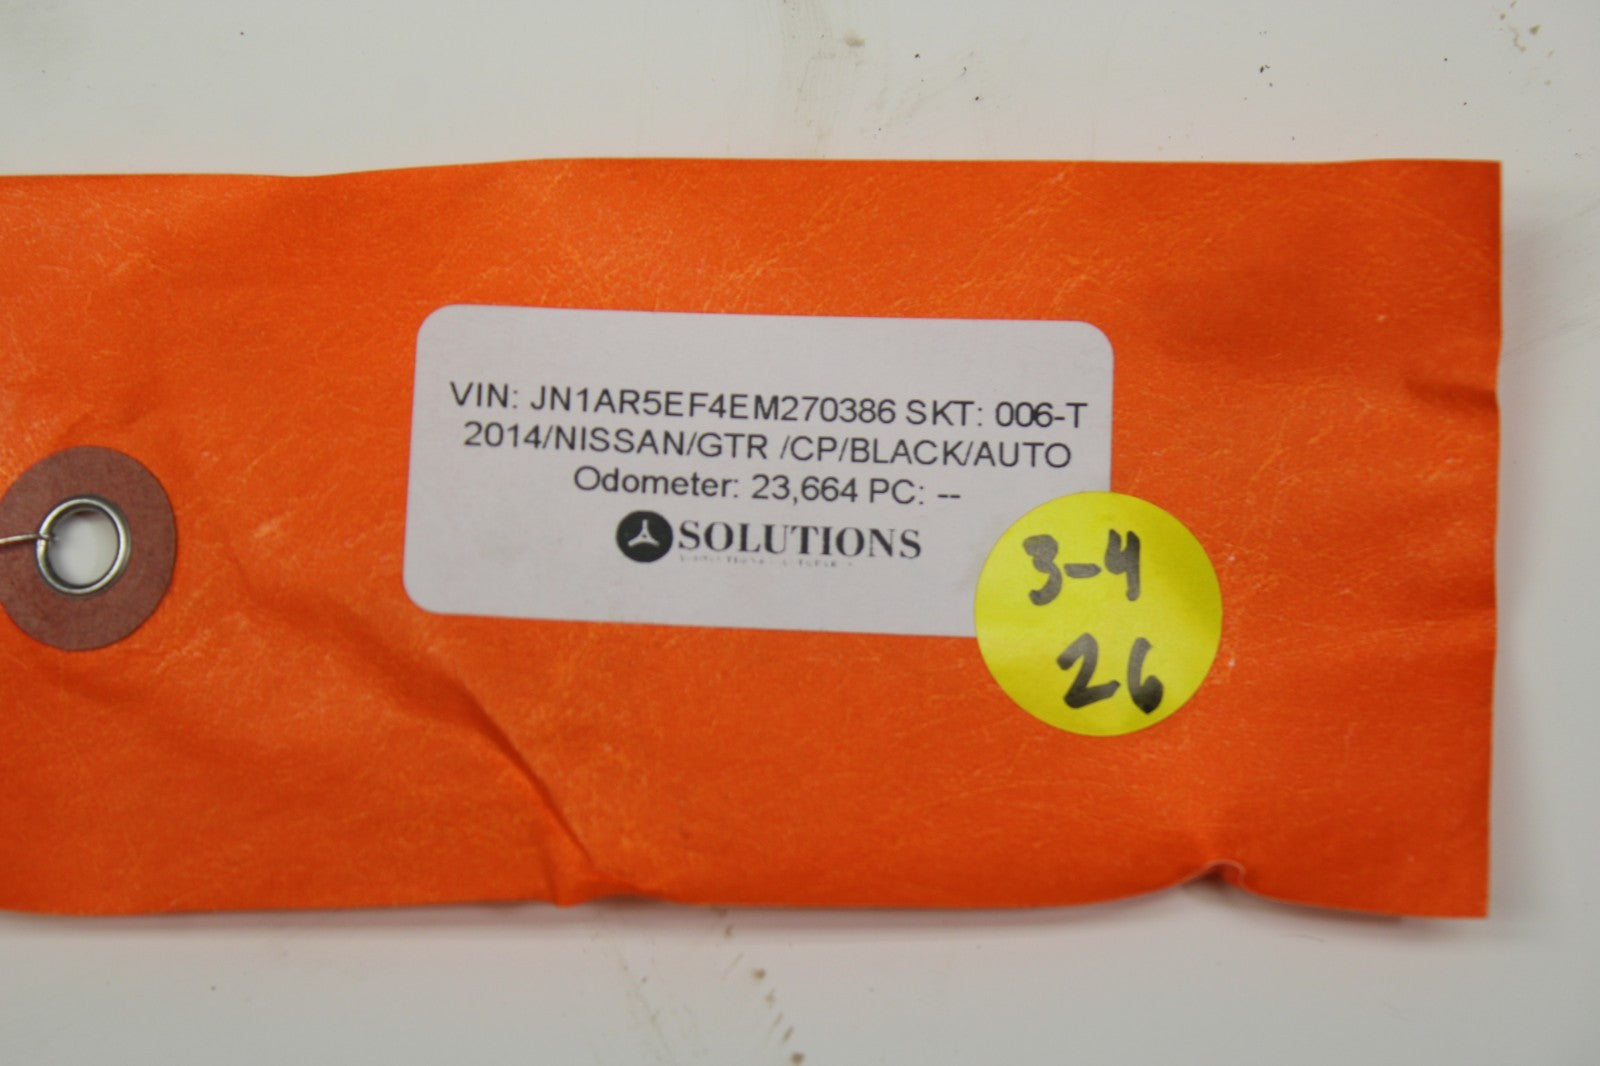 VIN: JN1AR5EF4EM270386 SKT: 006-T
2014/NISSAN/GTR /CP/BLACK/AUTO
Odometer: 23,664 PC: --
SOLUTIONS
3-4
26